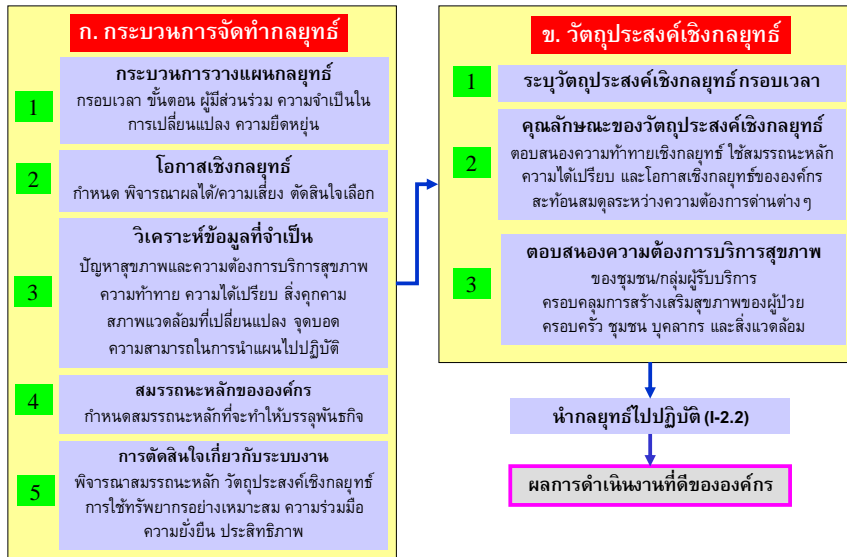 ก. กระบวนการจัดทำกลยุทธ์
1
กระบวนการวางแผนกลยุทธ์
กรอบเวลา ขั้นตอน ผู้มีส่วนร่วม ความจำเป็นใน
การเปลี่ยนแปลง ความยืดหยุ่น
2
โอกาสเชิงกลยุทธ์
กำหนด พิจารณาผลได้/ความเสี่ยง ตัดสินใจเลือก
3
วิเคราะห์ข้อมูลที่จำเป็น
ปัญหาสุขภาพและความต้องการบริการสุขภาพ
ความท้าทาย ความได้เปรียบ สิ่งคุกคาม
สภาพแวดล้อมที่เปลี่ยนแปลง จุดบอด
ความสามารถในการนำแผนไปปฏิบัติ
4
สมรรถนะหลักขององค์กร
กำหนดสมรรถนะหลักที่จะทำให้บรรลุพันธกิจ
5
การตัดสินใจเกี่ยวกับระบบงาน
พิจารณาสมรรถนะหลัก วัตถุประสงค์เชิงกลยุทธ์
การใช้ทรัพยากรอย่างเหมาะสม ความร่วมมือ
ความยั่งยืน ประสิทธิภาพ
ข. วัตถุประสงค์เชิงกลยุทธ์
1
ระบุวัตถุประสงค์เชิงกลยุทธ์ กรอบเวลา
2
คุณลักษณะของวัตถุประสงค์เชิงกลยุทธ์
ตอบสนองความท้าทายเชิงกลยุทธ์ ใช้สมรรถนะหลัก
ความได้เปรียบ และโอกาสเชิงกลยุทธ์ขององค์กร
สะท้อนสมดุลระหว่างความต้องการด้านต่างๆ
3
ตอบสนองความต้องการบริการสุขภาพ
ของชุมชน/กลุ่มผู้รับบริการ
ครอบคลุมการสร้างเสริมสุขภาพของผู้ป่วย
ครอบครัว ชุมชน บุคลากร และสิ่งแวดล้อม
นำกลยุทธ์ไปปฏิบัติ (I-2.2)
ผลการดำเนินงานที่ดีขององค์กร